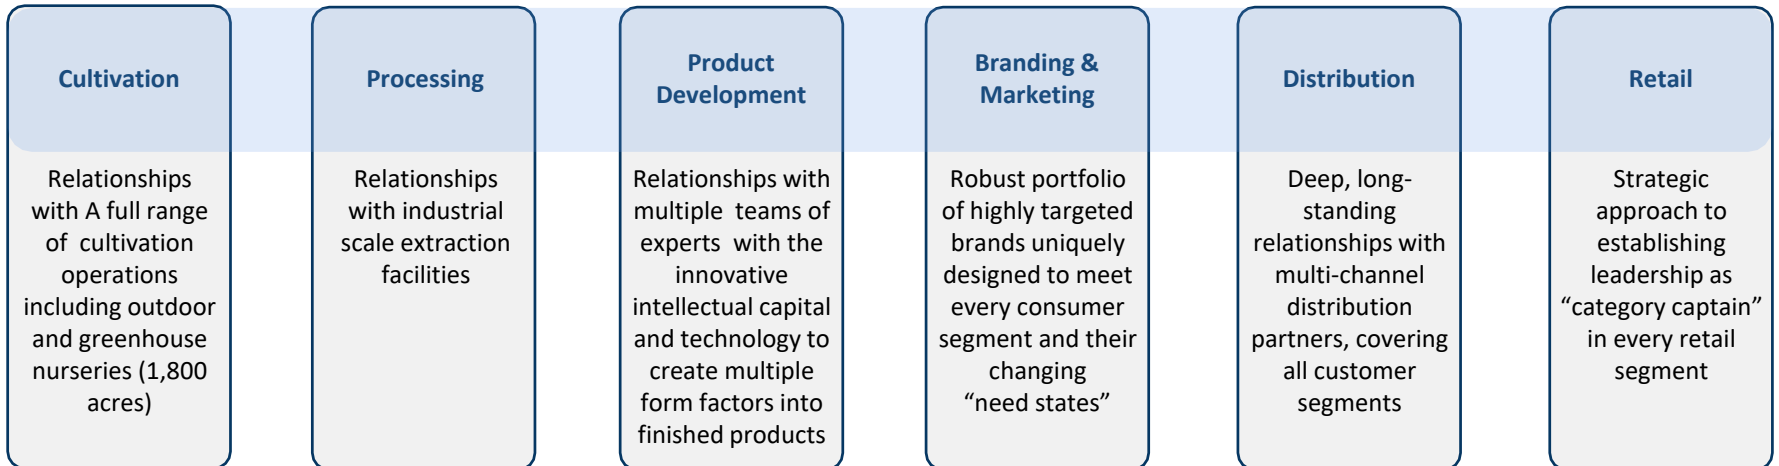 Cultivation
Relationships
with A full range
of cultivation
operations
including outdoor
and greenhouse
nurseries (1,800
acres)
Processing
Relationships
with industrial
scale extraction
facilities
Product
Development
Relationships with
multiple teams of
experts with the
innovative
intellectual capital
and technology to
create multiple
form factors into
finished products
Branding &
Marketing
Robust portfolio
of highly targeted
brands uniquely
designed to meet
every consumer
segment and their
changing
“need states”
Distribution
Deep, long-
standing
relationships with
multi-channel
distribution
partners, covering
all customer
segments
Retail
Strategic
approach to
establishing
leadership as
“category captain”
in every retail
segment